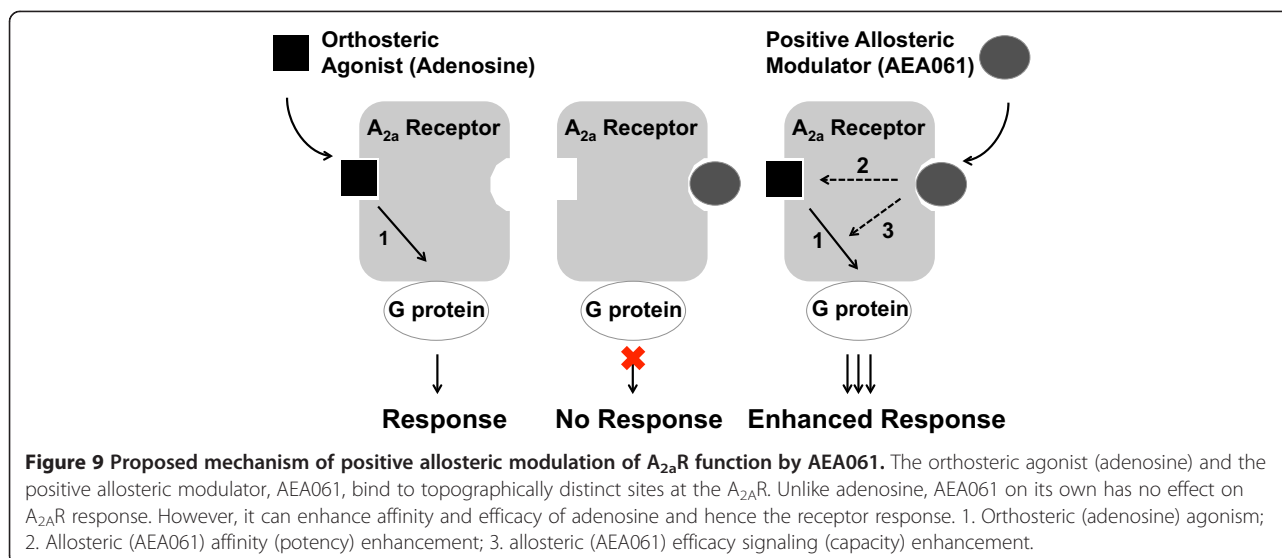 Orthosteric
Agonist (Adenosine)
Positive Allosteric
Modulator (AEA061)
A2a Receptor
A2a Receptor
A2a Receptor
2
1
1
3
G protein
G protein
G protein
Response
No Response
Enhanced Response
Figure 9 Proposed mechanism of positive allosteric modulation of A2aR function by AEA061. The orthosteric agonist (adenosine) and the
positive allosteric modulator, AEA061, bind to topographically distinct sites at the A2AR. Unlike adenosine, AEA061 on its own has no effect on
A2AR response. However, it can enhance affinity and efficacy of adenosine and hence the receptor response. 1. Orthosteric (adenosine) agonism;
2. Allosteric (AEA061) affinity (potency) enhancement; 3. allosteric (AEA061) efficacy signaling (capacity) enhancement.